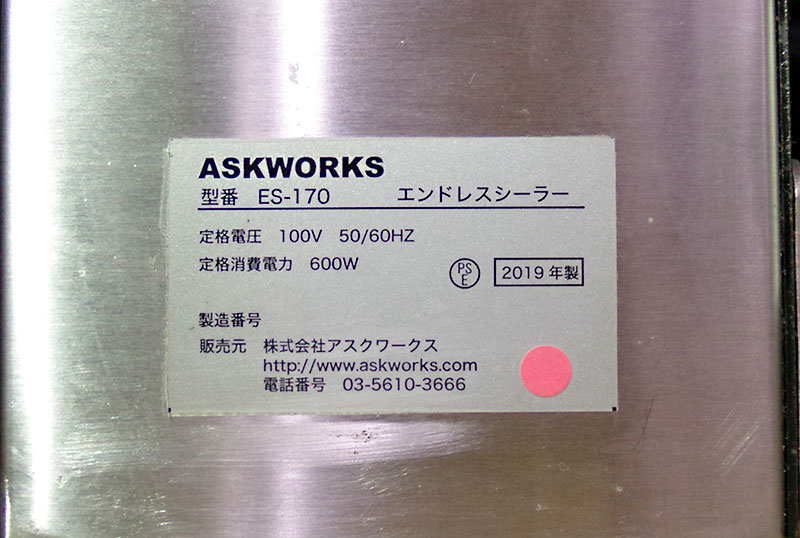 ASKWORKS
型番 ES-170 エンドレスシーラー
定格電圧 100V 50/60HZ
定格消費電力 600W
PS
E
2019 年製
製造番号
販売元 株式会社アスクワークス
http://www.askworks.com
電話番号 03-5610-3666